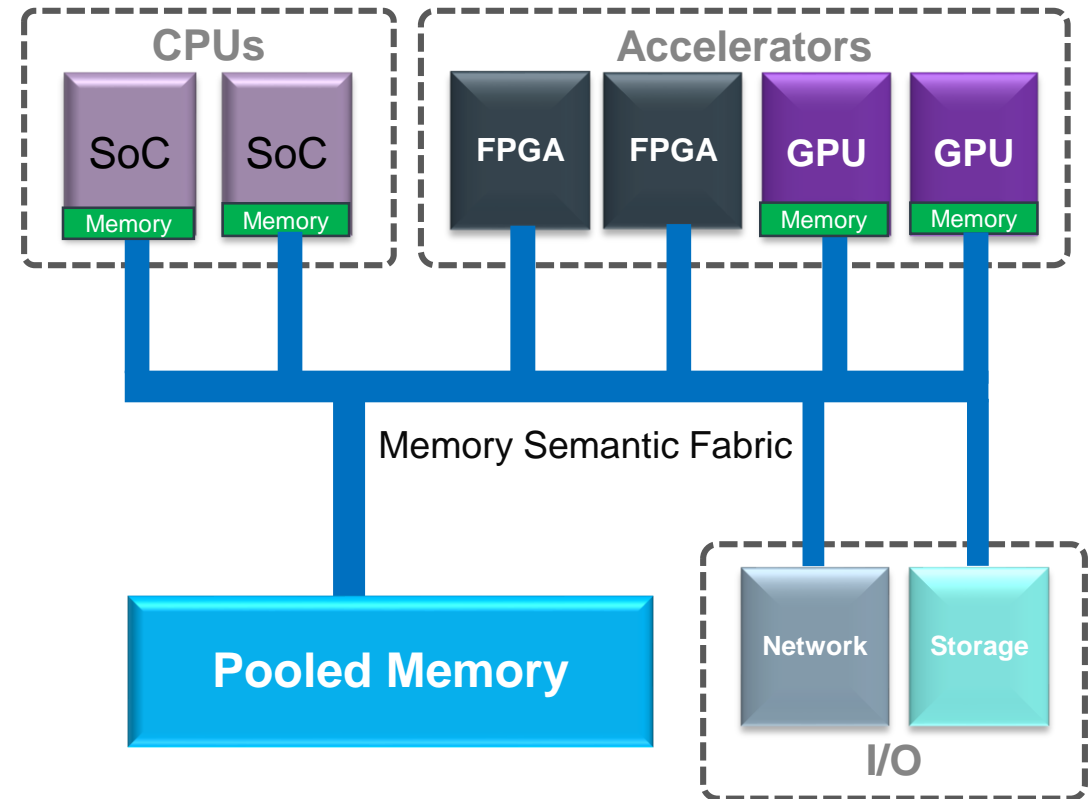 CPUs
SoC
SoC
Memory
Memory
Accelerators
FPGA
FPGA
GPU
GPU
Memory
Memory
Memory Semantic Fabric
Pooled Memory
Network
Storage
I/O